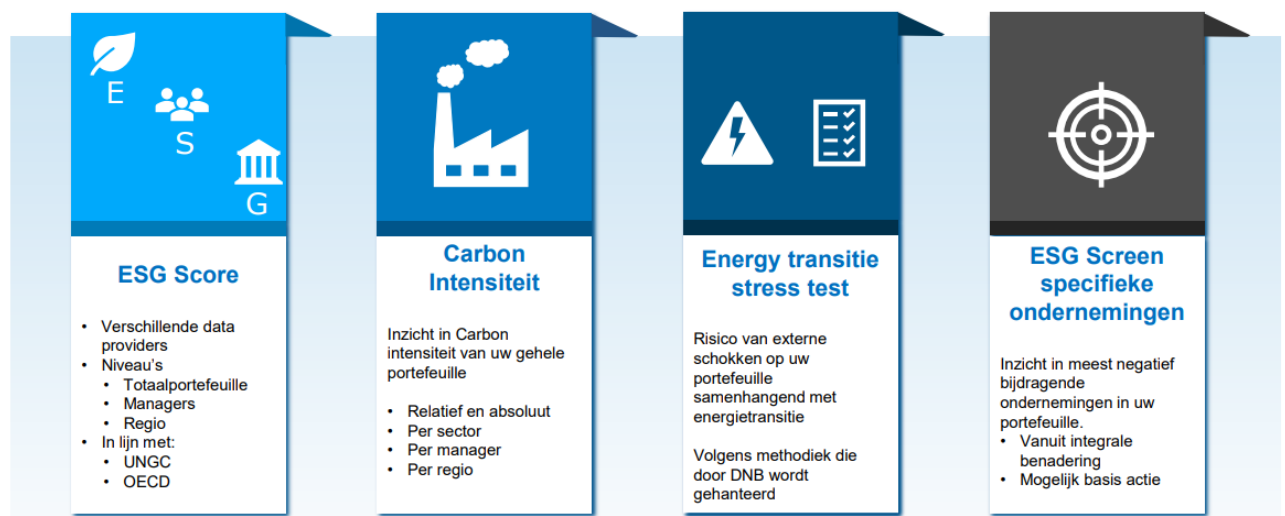 E
S
G
ESG Score
• Verschillende data
providers
• Niveau's
• Totaalportefeuille
• Managers
• Regio
• In lijn met:
• UNGC
• OECD
Carbon
Intensiteit
Inzicht in Carbon
intensiteit van uw gehele
portefeuille
• Relatief en absoluut
• Per sector
• Per manager
• Per regio
Energy transitie
stress test
Risico van externe
schokken op uw
portefeuille
samenhangend met
energietransitie
Volgens methodiek die
door DNB wordt
gehanteerd
ESG Screen
specifieke
ondernemingen
Inzicht in meest negatief
bijdragende
ondernemingen in uw
portefeuille.
• Vanuit integrale
benadering
• Mogelijk basis actie